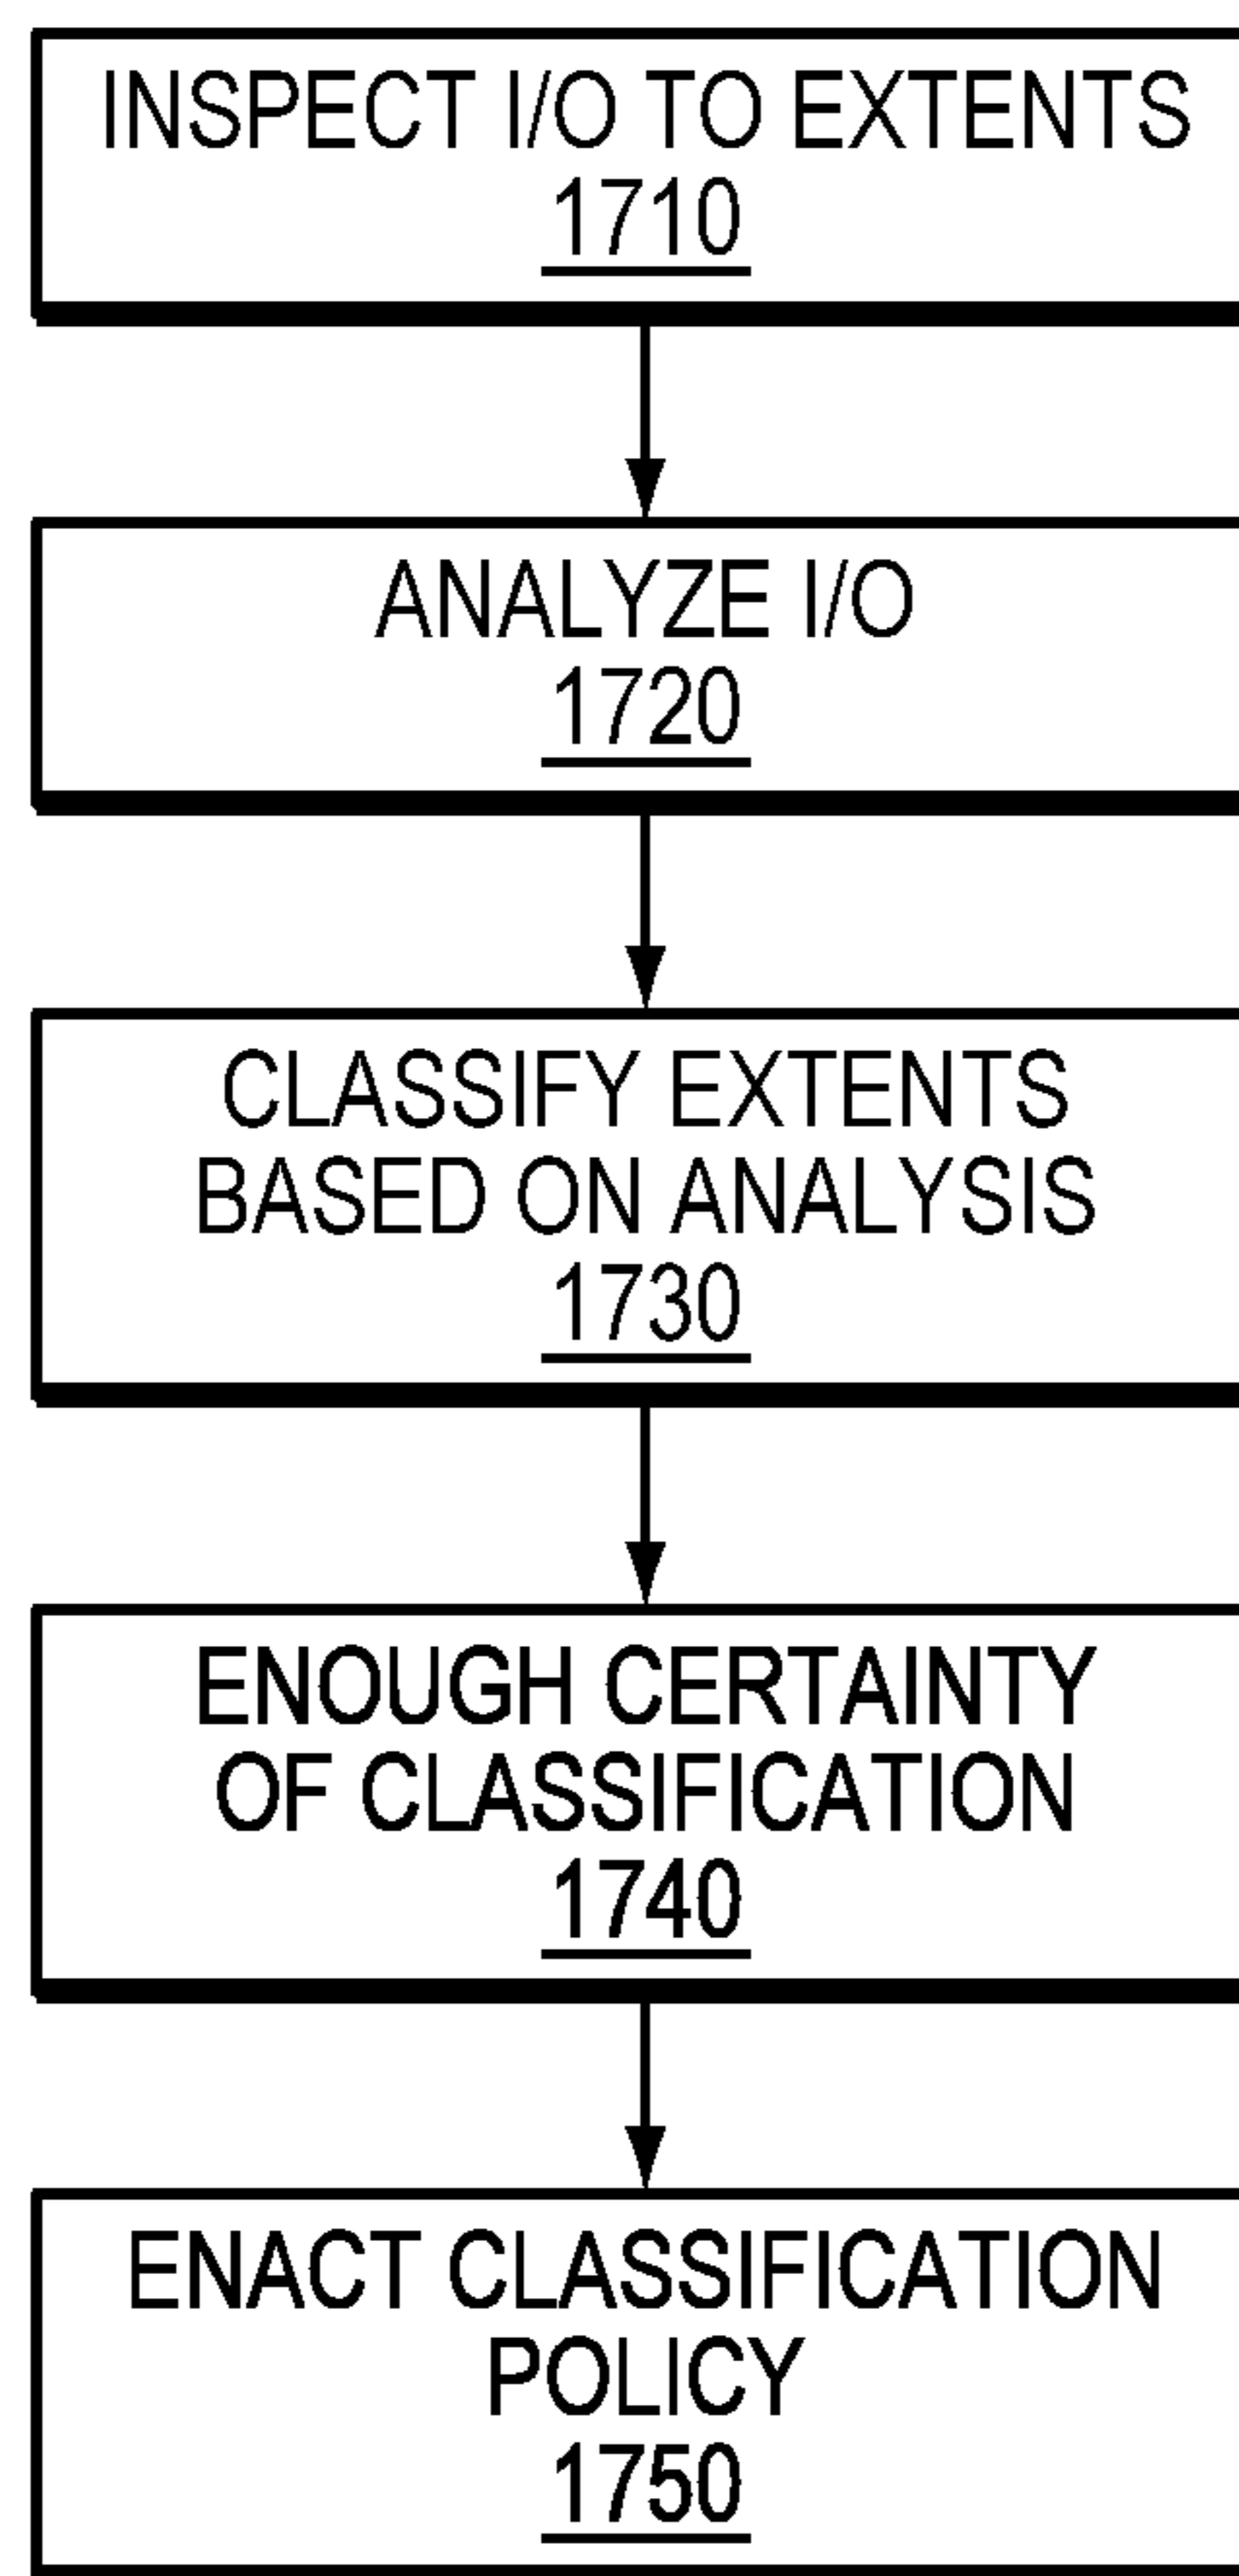 INSPECT I/O TO EXTENTS
1710
ANALYZE I/O
1720
CLASSIFY EXTENTS
BASED ON ANALYSIS
1730
ENOUGH CERTAINTY
OF CLASSIFICATION
1740
ENACT CLASSIFICATION
POLICY
1750